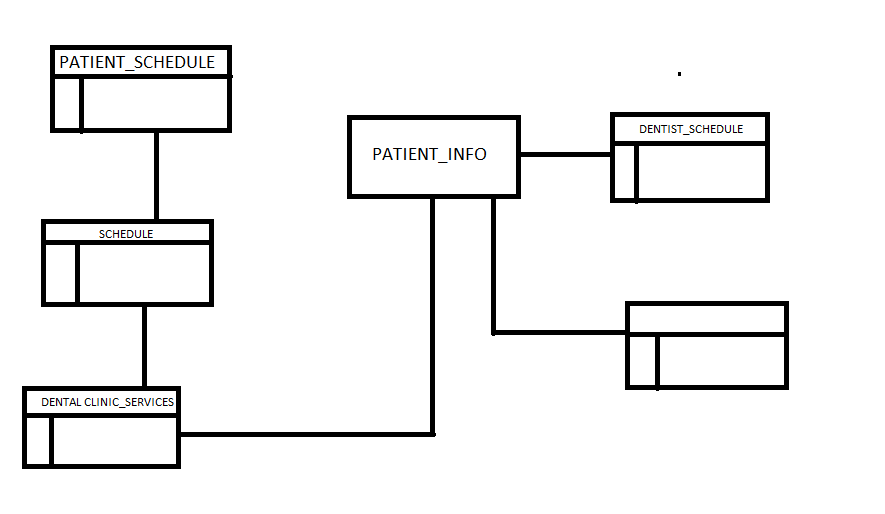 PATIENT_SCHEDULE
PATIENT_INFO
DENTIST_SCHEDULE
SCHEDULE
DENTAL CLINIC_SERVICES